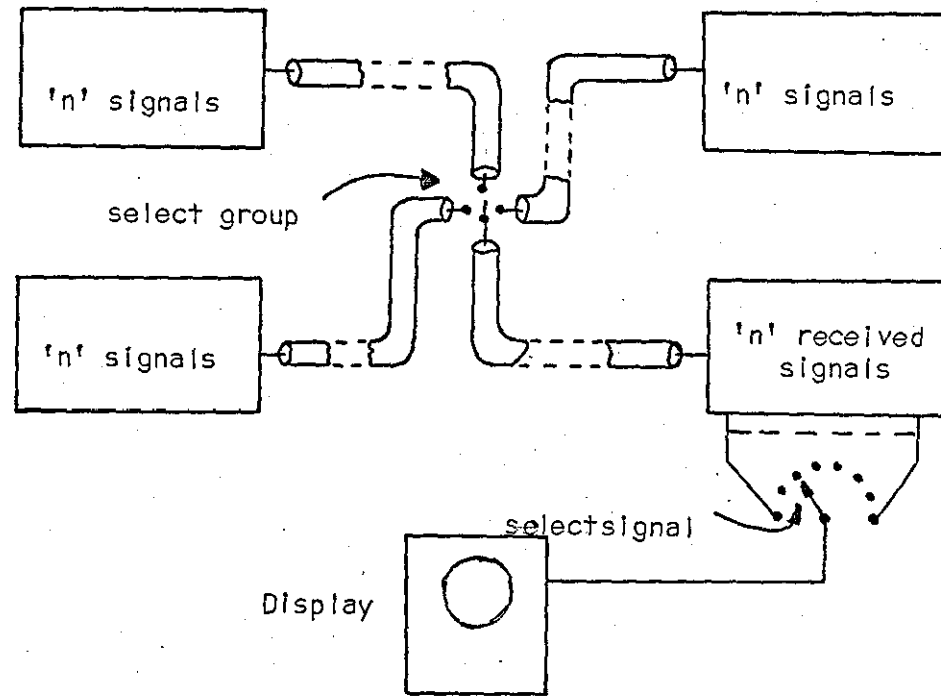 'n' signals
'n' signals
select group
'n' signals
'n' received
signals
selectsignal
Display